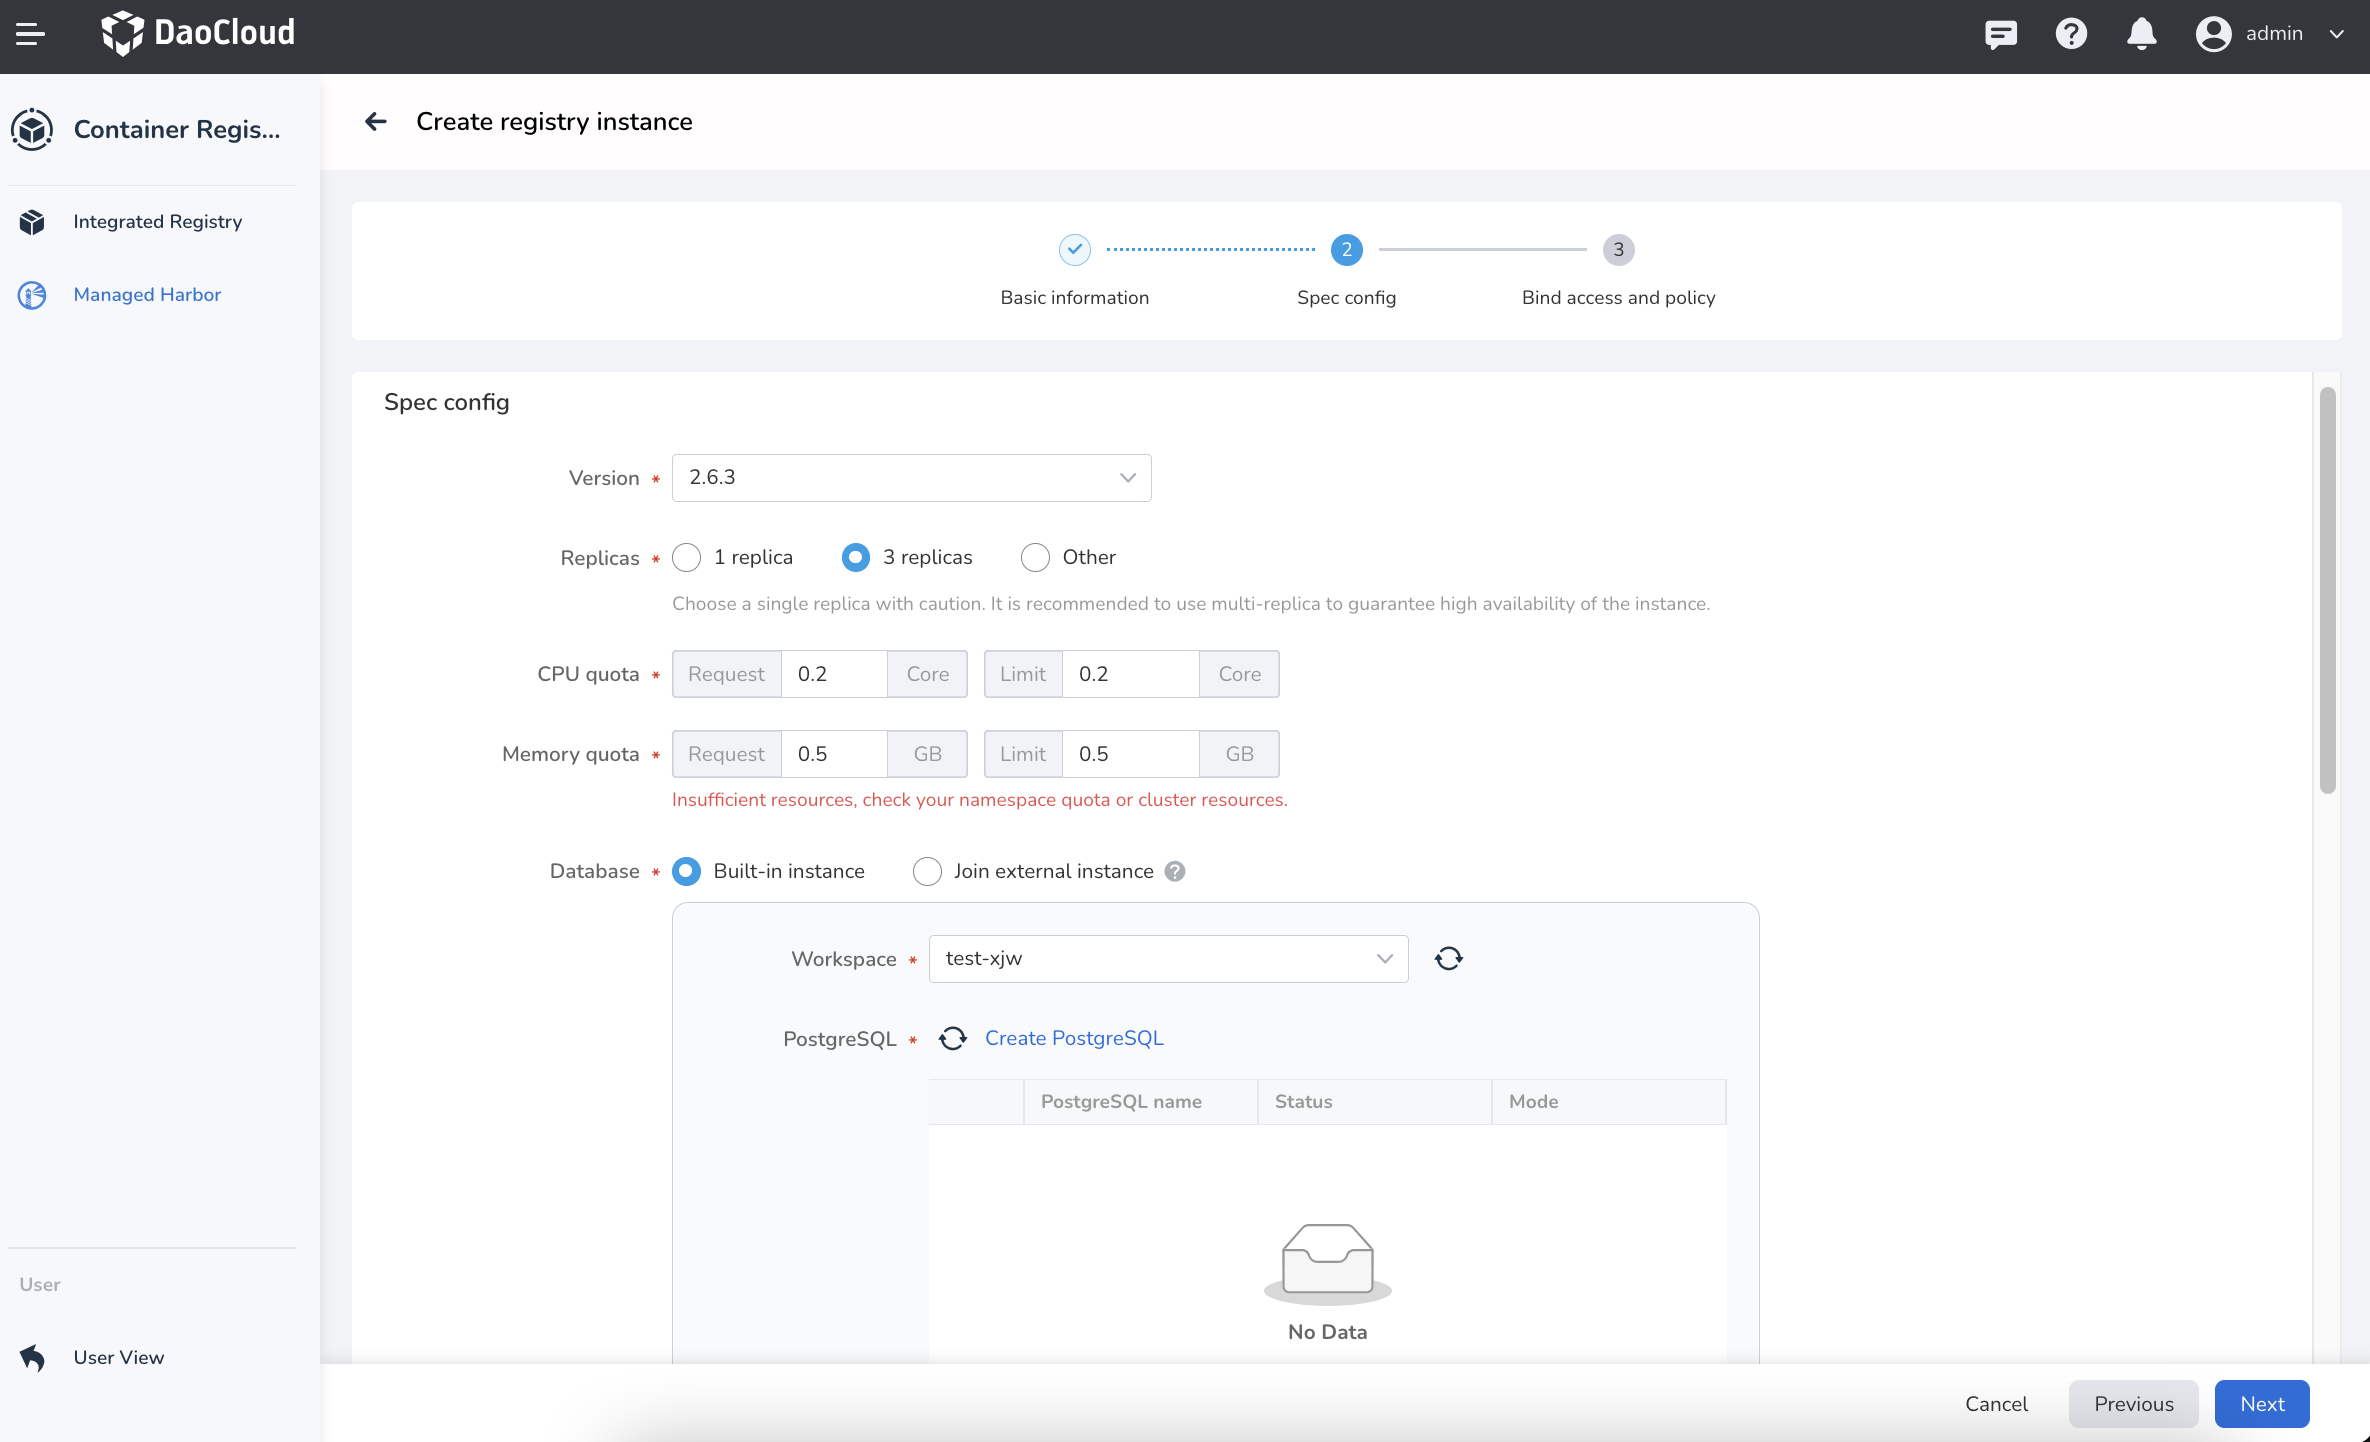 DaoCloud
admin
Container Regis...
Integrated Registry
Managed Harbor
User
User View
Create registry instance
2
3
Basic information
Spec config
Bind access and policy
Spec config
Version * 2.6.3
Replicas * 1 replica 3 replicas Other
Choose a single replica with caution. It is recommended to use multi-replica to guarantee high availability of the instance.
CPU quota * Request 0.2 Core Limit 0.2 Core
Memory quota * Request 0.5 GB Limit 0.5 GB
Insufficient resources, check your namespace quota or cluster resources.
Database * Built-in instance Join external instance ?
Workspace * test-xjw
PostgreSQL * Create PostgreSQL
PostgreSQL name Status Mode
No Data
Cancel Previous Next